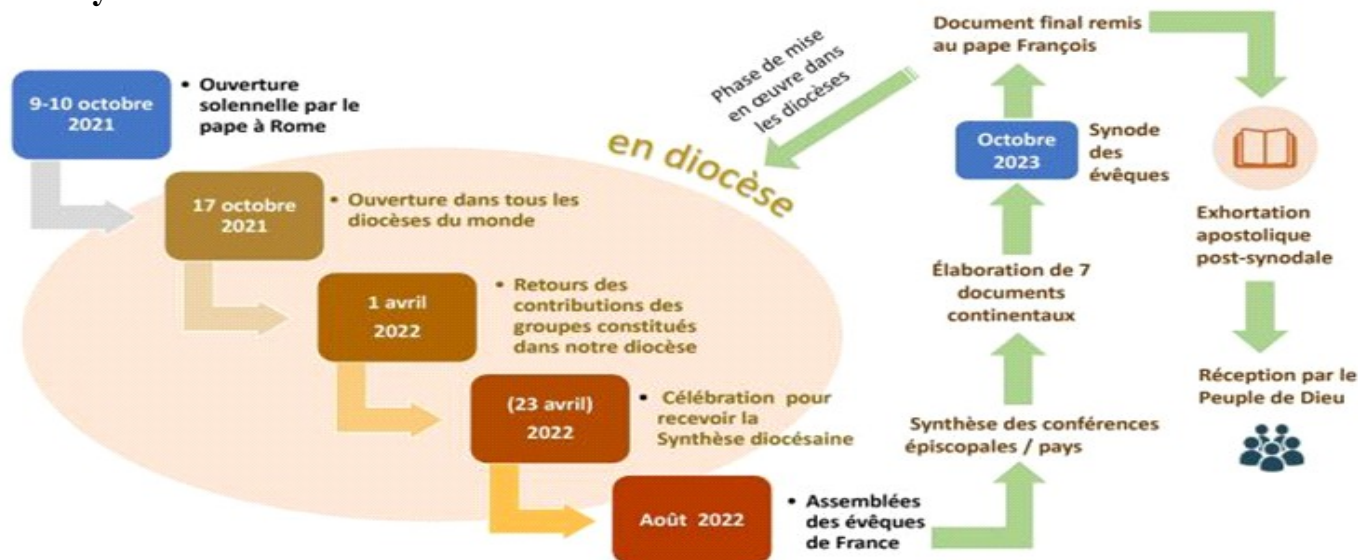 9-10 octobre
2021
• Ouverture
solennelle par le
pape à Rome
en diocèse
17 octobre
2021
• Ouverture dans tous les
diocèses du monde
1 avril
2022
• Retours des
contributions des
groupes constitués
dans notre diocèse
(23 avril)
2022
• Célébration pour
recevoir la
Synthèse diocésaine
Août 2022
• Assemblées
des évêques
de France
Synthèse des conférences
épiscopales / pays
Élaboration de 7
documents
continentaux
Octobre
2023
Synode
des
évêques
Document final remis
au pape François
Phase de mise
en œuvre dans
les diocèses
Exhortation
apostolique
post-synodale
Réception par le
Peuple de Dieu